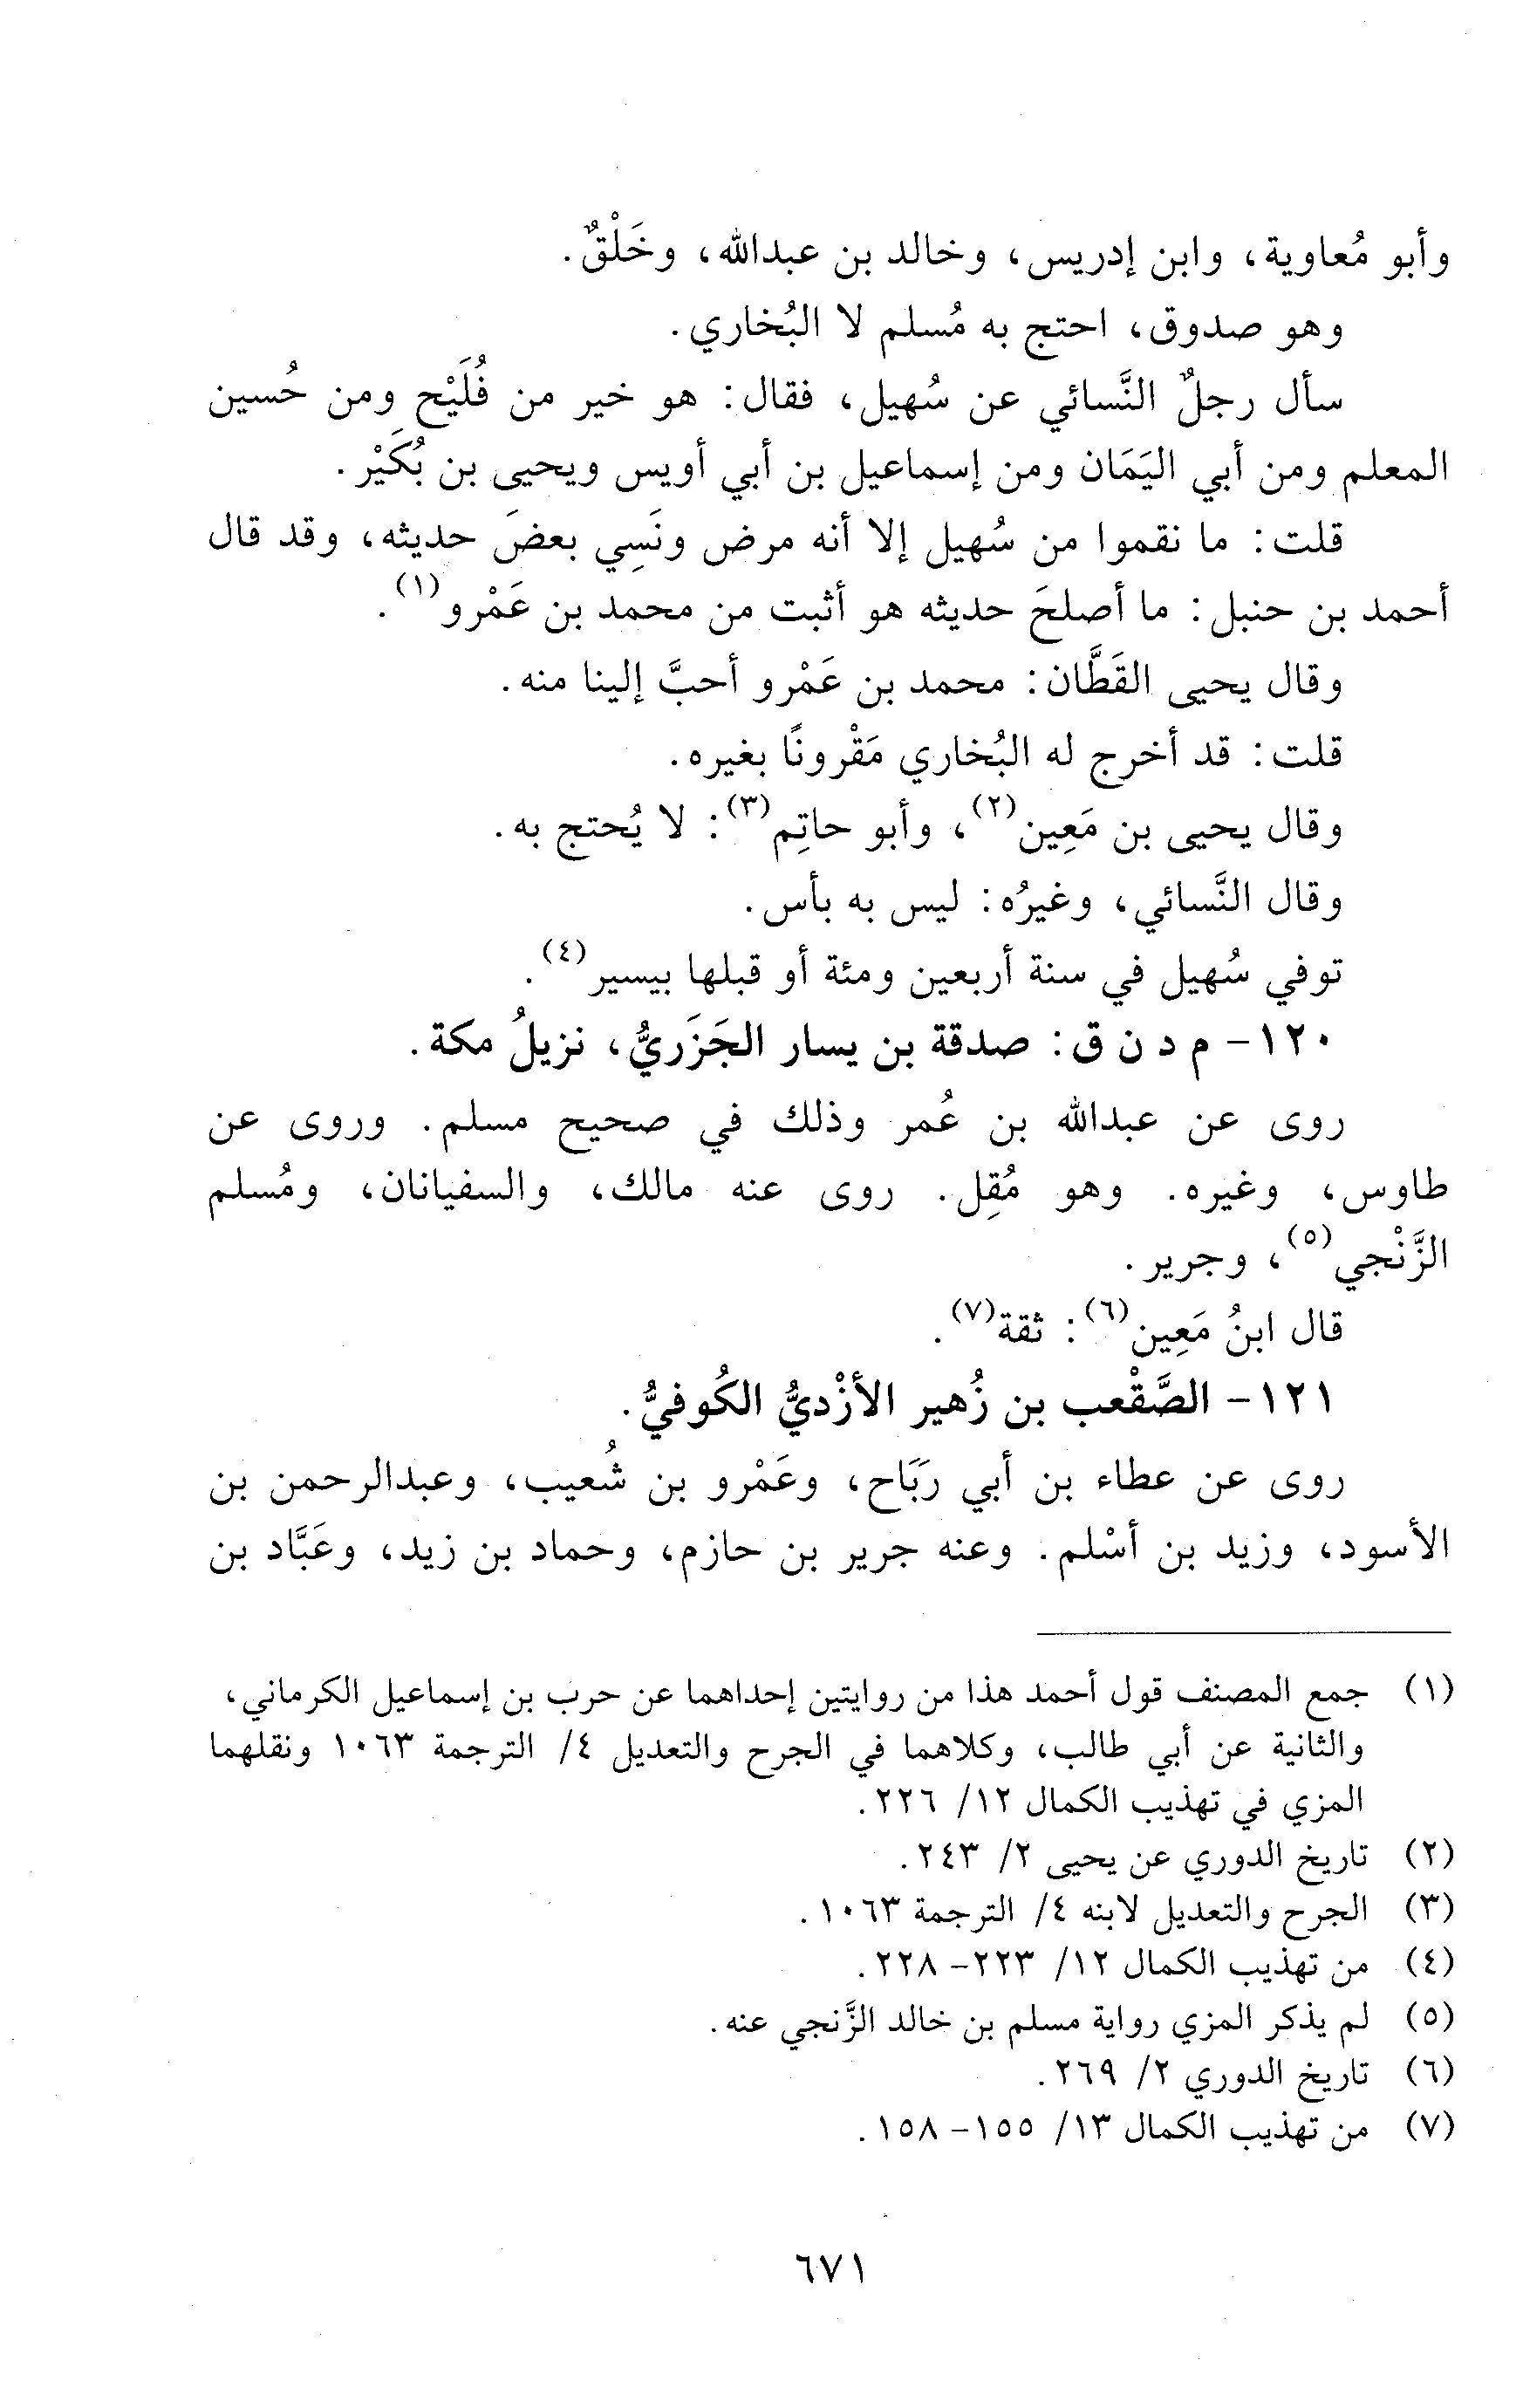 وأبو مُعاوية، وابن إدريس، وخالد بن عبدالله، وخَلْقٌ.
وهو صدوق، احتج به مُسلم لا البُخاري.
سأل رجلٌ النَّسائي عن سُهيل، فقال: هو خير من فُلَيْح ومن حُسين
المعلم ومن أبي اليَمَان ومن إسماعيل بن أبي أويس ويحيى بن بُكَيْر.
قلت: ما نقموا من سُهيل إلا أنه مرض ونَسِي بعضَ حديثه، وقد قال
أحمد بن حنبل: ما أصلحَ حديثه هو أثبت من محمد بن عَمْرو(١).
وقال يحيى القَطَّان: محمد بن عَمْرو أحبَّ إلينا منه.
قلت: قد أخرج له البُخاري مَقْرونًا بغيره.
وقال يحيى بن مَعِين(٢)، وأبو حاتِم(٣): لا يُحتج به.
وقال النَّسائي، وغيرُه: ليس به بأس.
توفي سُهيل في سنة أربعين ومئة أو قبلها بيسير(٤).
١٢٠- م د ن ق: صدقة بن يسار الجَزَريُّ، نزيلُ مكة.
روى عن عبدالله بن عُمر وذلك في صحيح مسلم. وروى عن
طاوس، وغيره. وهو مُقِل. روى عنه مالك، والسفيانان، ومُسلم
الزَّنْجي(٥)، وجرير.
قال ابنُ مَعِين(٦): ثقة(٧).
١٢١- الصَّقْعب بن زُهير الأزْديُّ الكُوفيُّ.
روى عن عطاء بن أبي رَبَاح، وعَمْرو بن شُعيب، وعبدالرحمن بن
الأسود، وزيد بن أسْلم. وعنه جرير بن حازم، وحماد بن زيد، وعَبَّاد بن
(١) جمع المصنف قول أحمد هذا من روايتين إحداهما عن حرب بن إسماعيل الكرماني،
والثانية عن أبي طالب، وكلاهما في الجرح والتعديل ٤/ الترجمة ١٠٦٣ ونقلهما
المزي في تهذيب الكمال ١٢/ ٢٢٦.
(٢) تاريخ الدوري عن يحيى ٢/ ٢٤٣.
(٣) الجرح والتعديل لابنه ٤/ الترجمة ١٠٦٣.
(٤) من تهذيب الكمال ١٢/ ٢٢٣- ٢٢٨.
(٥) لم يذكر المزي رواية مسلم بن خالد الزَّنجي عنه.
(٦) تاريخ الدوري ٢/ ٢٦٩.
(٧) من تهذيب الكمال ١٣/ ١٥٥- ١٥٨.
٦٧١